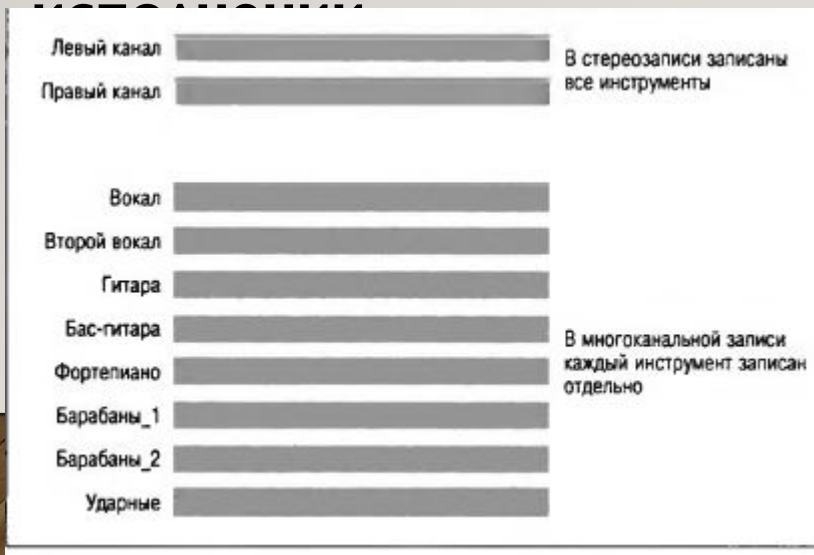 Левый канал
Правый канал
В стереозаписи записаны
все инструменты
Вокал
Второй вокал
Гитара
Бас-гитара
Фортепиано
Барабаны_1
Барабаны_2
Ударные
В многоканальной записи
каждый инструмент записан
отдельно